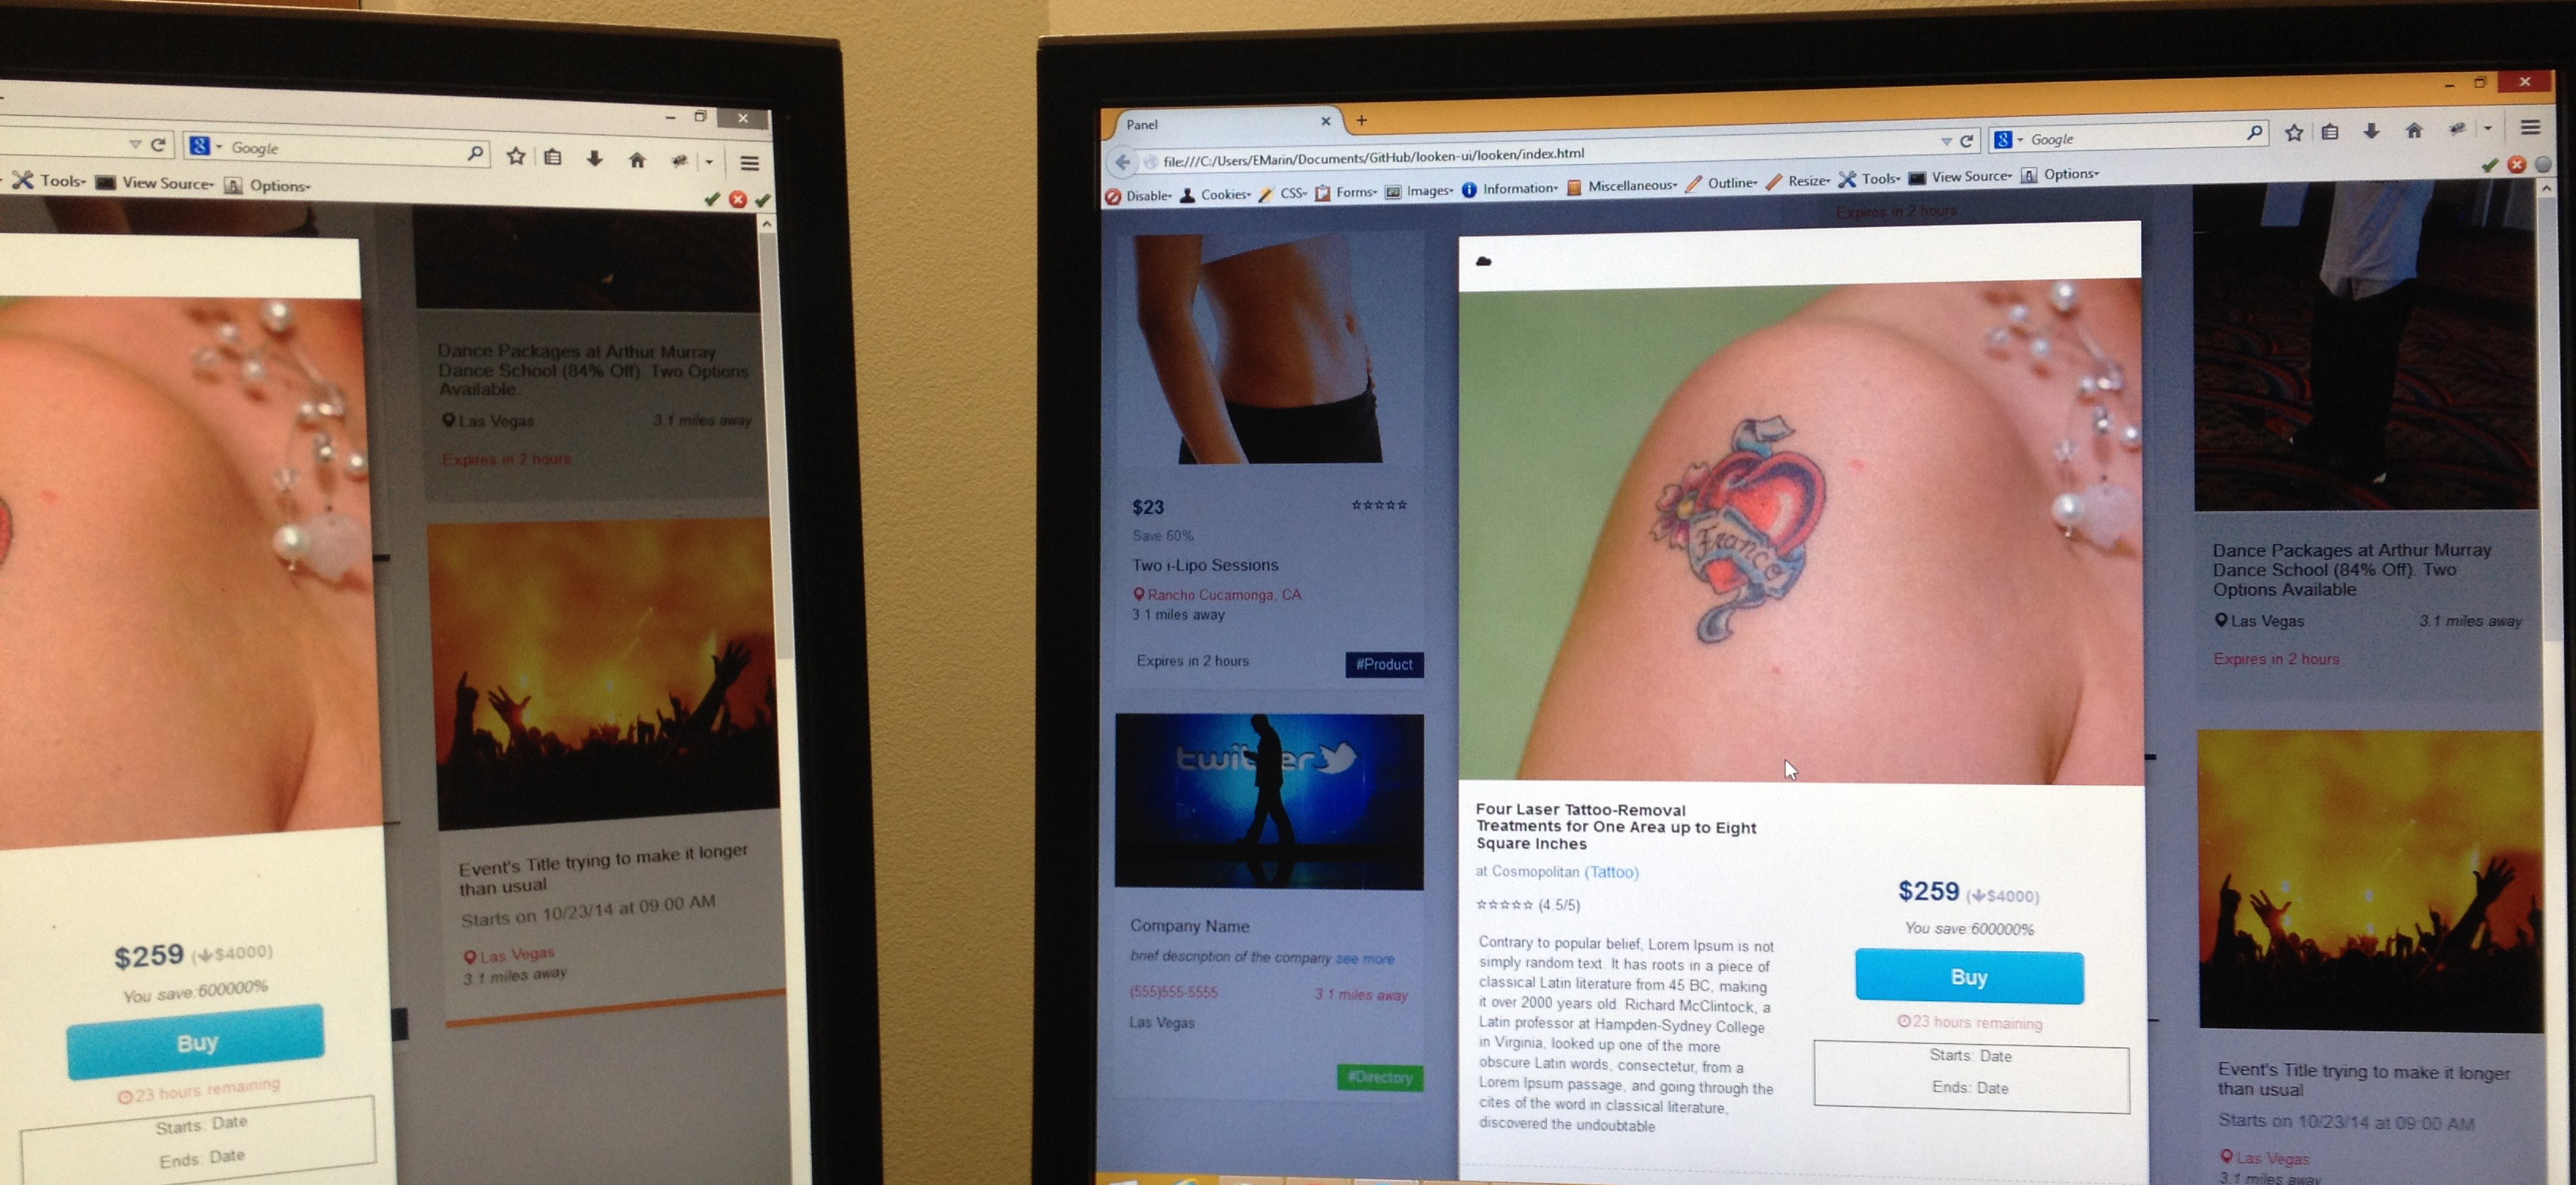 Google
Tools
View Source
Options
Dance Packages at Arthur Murray
Dance School (84% Off). Two Options
Available.
Las Vegas
3.1 miles away
Expires in 2 hours
Event's Title trying to make it longer
than usual
Starts on 10/23/14 at 09:00 AM
Las Vegas
3.1 miles away
$259 ($4000)
You save:600000%
Buy
23 hours remaining
Starts: Date
Ends: Date
Panel
file:///C:/Users/EMarin/Documents/GitHub/looken-ui/looken/index.html
Google
Disable
Cookies
CSS
Forms
Images
Information
Miscellaneous
Outline
Resize
Tools
View Source
Options
Expires in 2 hours
$23
Save 60%
Two i-Lipo Sessions
Rancho Cucamonga, CA
3.1 miles away
Expires in 2 hours
#Product
twitter
Company Name
brief description of the company see more
(555)555-5555
3.1 miles away
Las Vegas
#Directory
Franco
Four Laser Tattoo-Removal
Treatments for One Area up to Eight
Square Inches
at Cosmopolitan (Tattoo)
(4.5/5)
Contrary to popular belief, Lorem Ipsum is not
simply random text. It has roots in a piece of
classical Latin literature from 45 BC, making
it over 2000 years old. Richard McClintock, a
Latin professor at Hampden-Sydney College
in Virginia, looked up one of the more
obscure Latin words, consectetur, from a
Lorem Ipsum passage, and going through the
cites of the word in classical literature,
discovered the undoubtable
$259 ($4000)
You save:600000%
Buy
23 hours remaining
Starts: Date
Ends: Date
Dance Packages at Arthur Murray
Dance School (84% Off). Two
Options Available
Las Vegas
3.1 miles away
Expires in 2 hours
Event's Title trying to make it longer
than usual
Starts on 10/23/14 at 09:00 AM
Las Vegas
3.1 miles away